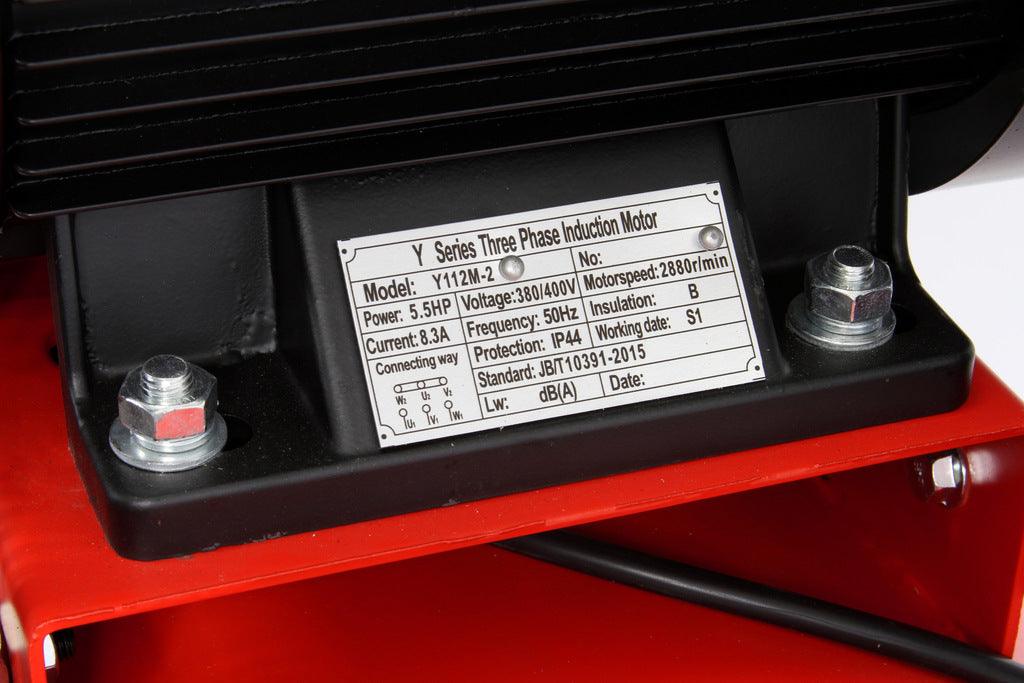 Y Series Three Phase Induction Motor
Model: Y112M-2 No:
Power: 5.5HP Voltage:380/400V Motorspeed:2880r/min
Current: 8.3A Frequency: 50Hz Insulation: B
Connecting way Protection: IP44 Working date: S1
Standard: JB/T10391-2015
W₂ U₂ V₂
U₁ V₁ W₁
Lw: dB(A) Date: